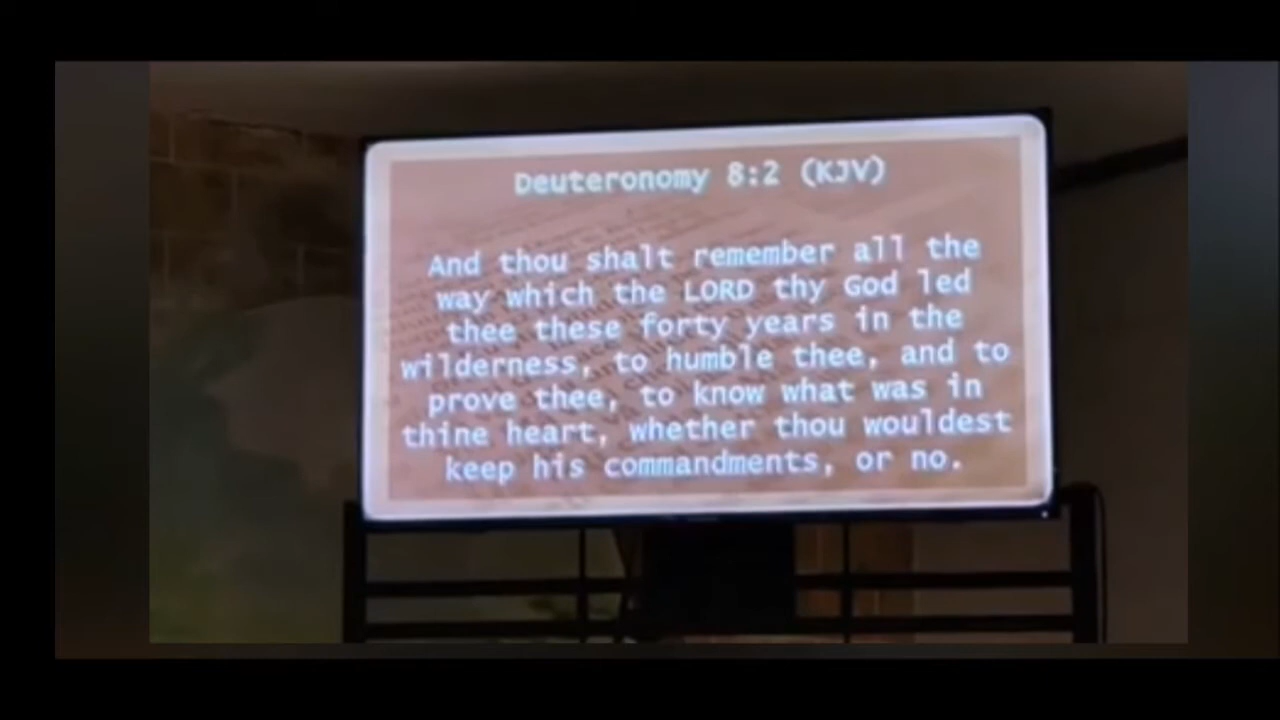 Deuteronomy 8:2 (KJV)
And thou shalt remember all the
way which the LORD thy God led
thee these forty years in the
wilderness, to humble thee, and to
prove thee, to know what was in
thine heart, whether thou wouldest
keep his commandments, or no.